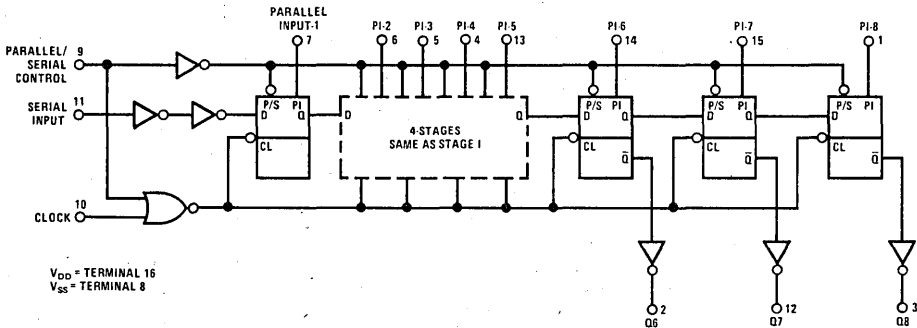 PARALLEL
INPUT-1
7
PI-2
6
PI-3
5
PI-4
4
PI-5
13
PI-6
14
PI-7
15
PI-8
1
PARALLEL/
SERIAL
CONTROL
9
SERIAL
INPUT
11
P/S PI
D Q
CL
D Q
4-STAGES
SAME AS STAGE I
P/S PI
D Q
CL
Q̅
P/S PI
D Q
CL
Q̅
P/S PI
D
CL
Q̅
CLOCK
10
VDD = TERMINAL 16
VSS = TERMINAL 8
2
Q6
12
Q7
3
Q8